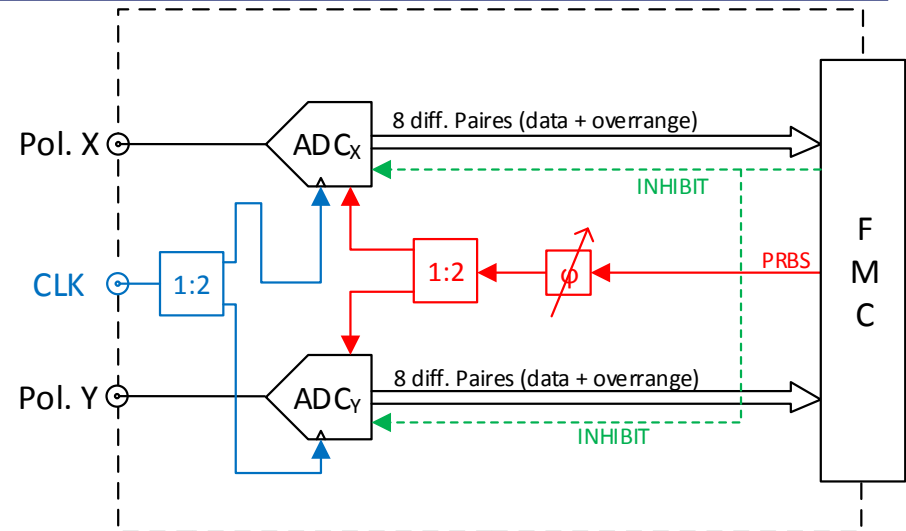 8 diff. Paires (data + overrange)
Pol. X
ADCX
INHIBIT
F
M
C
PRBS
1:2
φ
CLK
1:2
8 diff. Paires (data + overrange)
Pol. Y
ADCY
INHIBIT